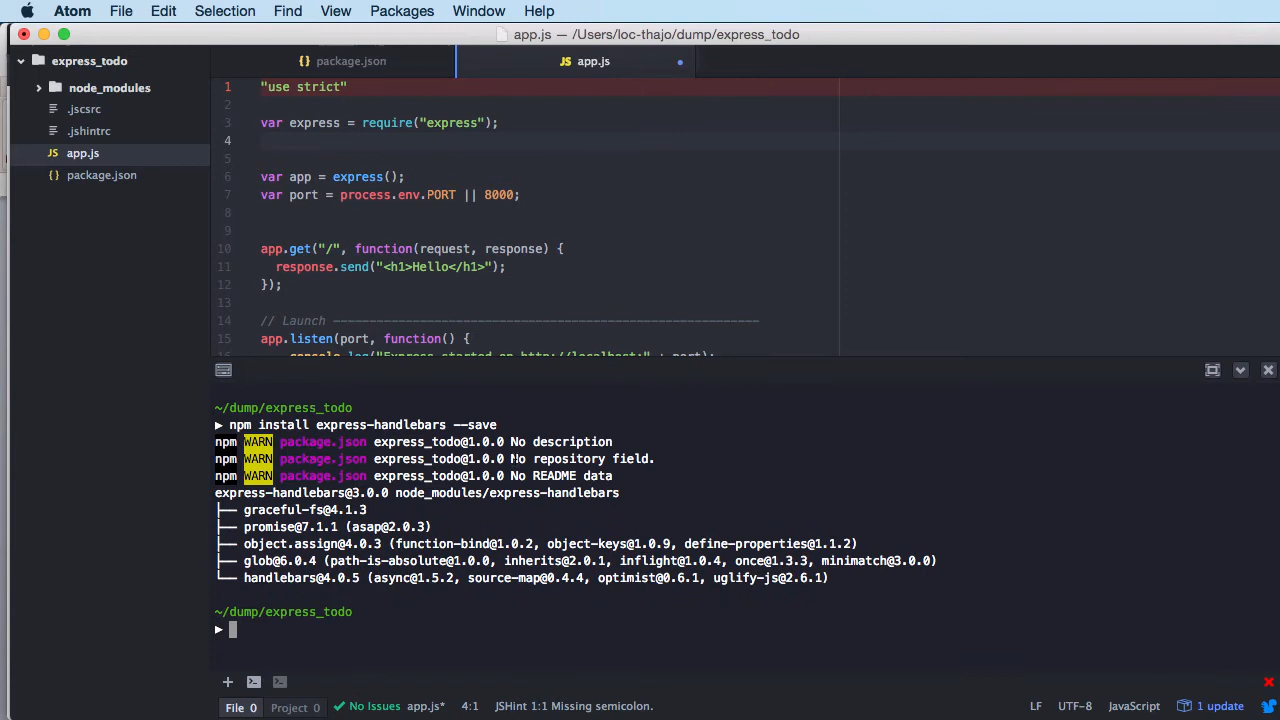 Atom File Edit Selection Find View Packages Window Help
app.js — /Users/loc-thajo/dump/express_todo
express_todo
node_modules
.jscsrc
.jshintrc
app.js
package.json
package.json
app.js
1 "use strict"
2
3 var express = require("express");
4
5
6 var app = express();
7 var port = process.env.PORT || 8000;
8
9
10 app.get("/", function(request, response) {
11 response.send("<h1>Hello</h1>");
12 });
13
14 // Launch ———————————————————————————————
15 app.listen(port, function() {
16 console.log("Express started on http://localhost:" + port);
~/dump/express_todo
▶ npm install express-handlebars --save
npm WARN package.json express_todo@1.0.0 No description
npm WARN package.json express_todo@1.0.0 No repository field.
npm WARN package.json express_todo@1.0.0 No README data
express-handlebars@3.0.0 node_modules/express-handlebars
├── graceful-fs@4.1.3
├── promise@7.1.1 (asap@2.0.3)
├── object.assign@4.0.3 (function-bind@1.0.2, object-keys@1.0.9, define-properties@1.1.2)
├── glob@6.0.4 (path-is-absolute@1.0.0, inherits@2.0.1, inflight@1.0.4, once@1.3.3, minimatch@3.0.0)
└── handlebars@4.0.5 (async@1.5.2, source-map@0.4.4, optimist@0.6.1, uglify-js@2.6.1)
~/dump/express_todo
▶
File 0 Project 0 No Issues app.js* 4:1 JSHint 1:1 Missing semicolon. LF UTF-8 JavaScript 1 update